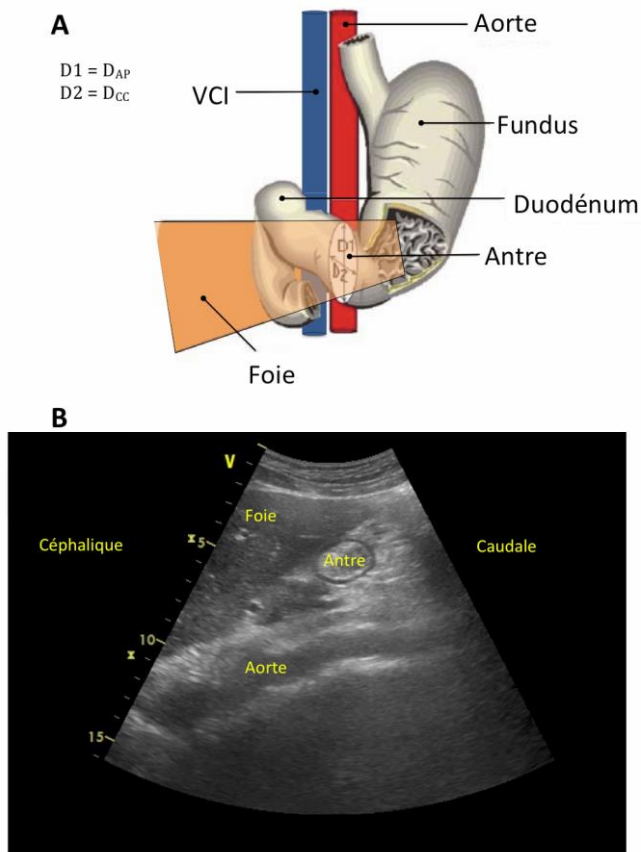 A
Aorte
D1 = DAP
D2 = DCC
VCI
Fundus
Duodénum
D1
Antre
D2
Foie
B
V
Foie
Céphalique
5
Antre
Caudale
10
Aorte
15